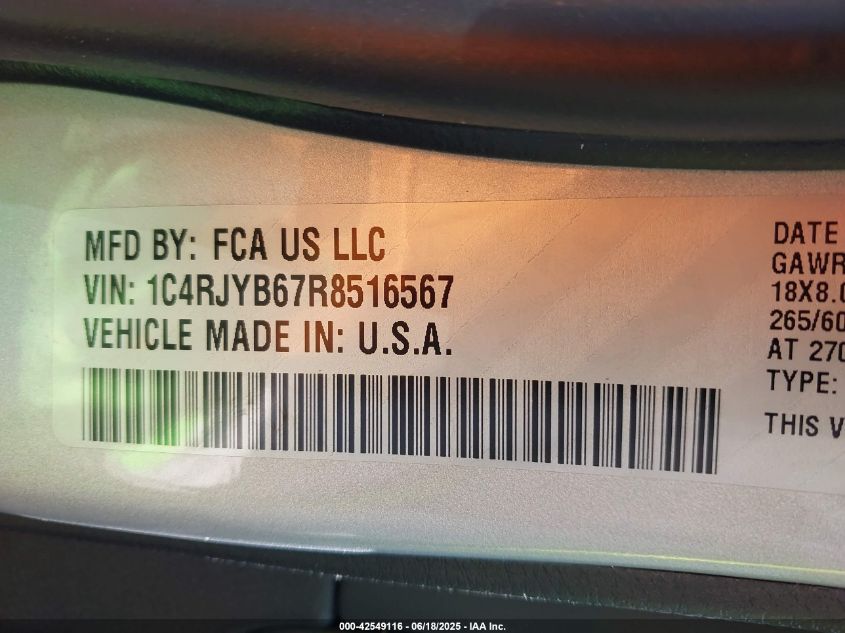 MFD BY: FCA US LLC
VIN: 1C4RJYB67R8516567
VEHICLE MADE IN: U.S.A.
DATE
GAWR
18X8.0
265/60
AT 270
TYPE:
THIS V
000-42549116 - 06/18/2025 - IAA Inc.